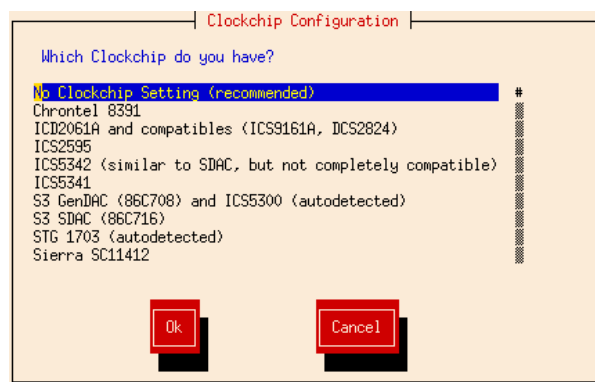 Clockchip Configuration
Which Clockchip do you have?
No Clockchip Setting (recommended) #
Chrontel 8391
ICD2061A and compatibles (ICS9161A, DCS2824)
ICS2595
ICS5342 (similar to SDAC, but not completely compatible)
ICS5341
S3 GenDAC (86C708) and ICS5300 (autodetected)
S3 SDAC (86C716)
STG 1703 (autodetected)
Sierra SC11412
Ok Cancel